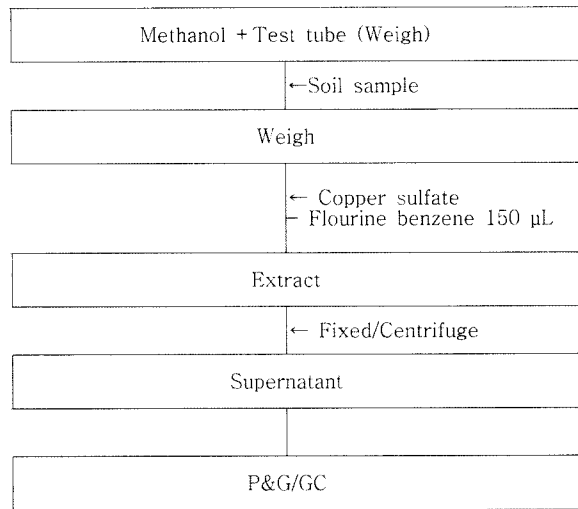 Methanol + Test tube (Weigh)
←Soil sample
Weigh
← Copper sulfate
– Flourine benzene 150 µL
Extract
← Fixed/Centrifuge
Supernatant
P&G/GC